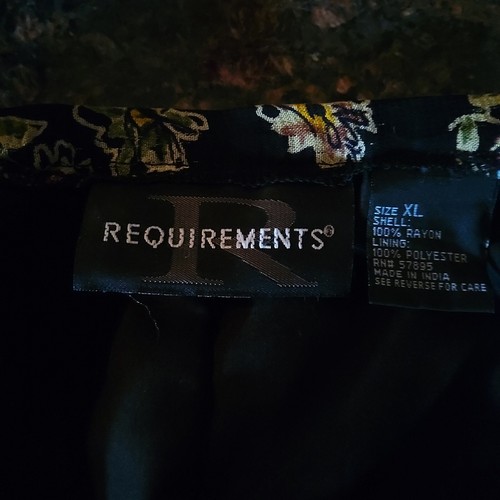 REQUIREMENTS®
SIZE XL
SHELL:
100% RAYON
LINING:
100% POLYESTER
RN# 57895
MADE IN INDIA
SEE REVERSE FOR CARE